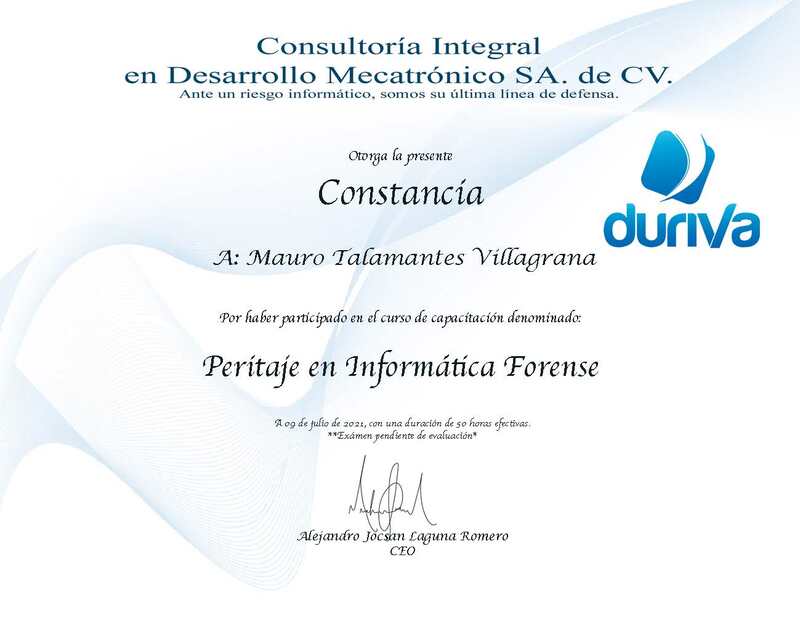 Consultoría Integral
en Desarrollo Mecatrónico SA. de CV.
Ante un riesgo informático, somos su última línea de defensa.
Otorga la presente
Constancia
duriva
A: Mauro Talamantes Villagrana
Por haber participado en el curso de capacitación denominado:
Peritaje en Informática Forense
A 09 de julio de 2021, con una duración de 50 horas efectivas.
**Exámen pendiente de evaluación*
Alejandro Jocsan Laguna Romero
CEO